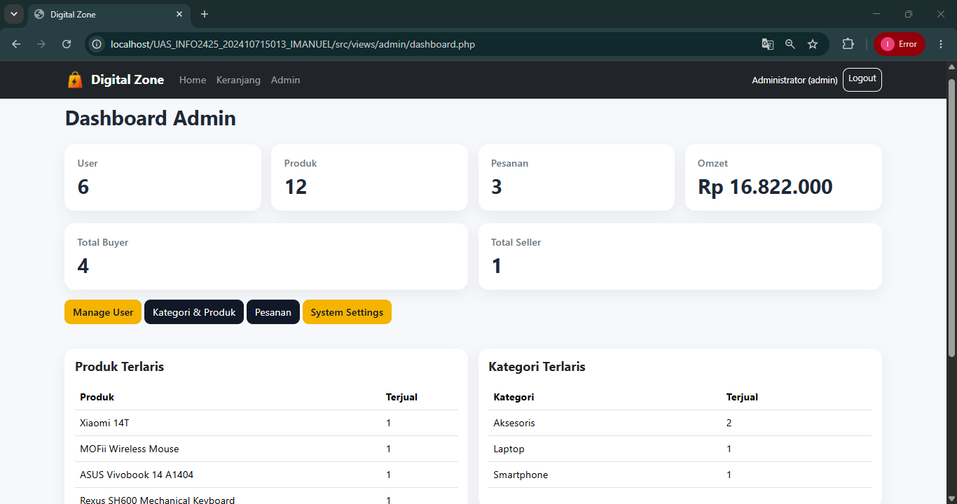 Digital Zone
localhost/UAS_INFO2425_202410715013_IMANUEL/src/views/admin/dashboard.php
I Error
Digital Zone Home Keranjang Admin Administrator (admin) Logout
Dashboard Admin
User Produk Pesanan Omzet
6 12 3 Rp 16.822.000
Total Buyer Total Seller
4 1
Manage User Kategori & Produk Pesanan System Settings
Produk Terlaris
Produk Terjual
Xiaomi 14T 1
MOFii Wireless Mouse 1
ASUS Vivobook 14 A1404 1
Rexus SH600 Mechanical Keyboard 1
Kategori Terlaris
Kategori Terjual
Aksesoris 2
Laptop 1
Smartphone 1